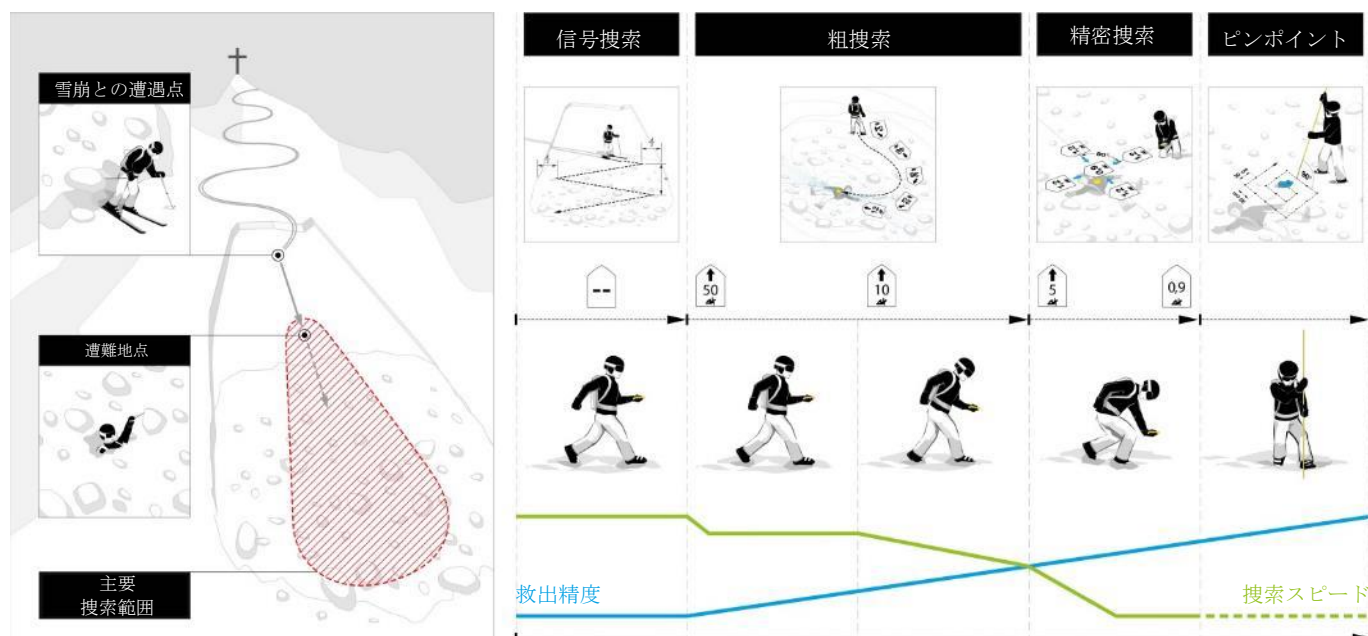 雪崩との遭遇点
遭難地点
主要
捜索範囲
信号捜索
粗捜索
精密捜索
ピンポイント
--
50
10
5
0,9
救出精度
捜索スピード